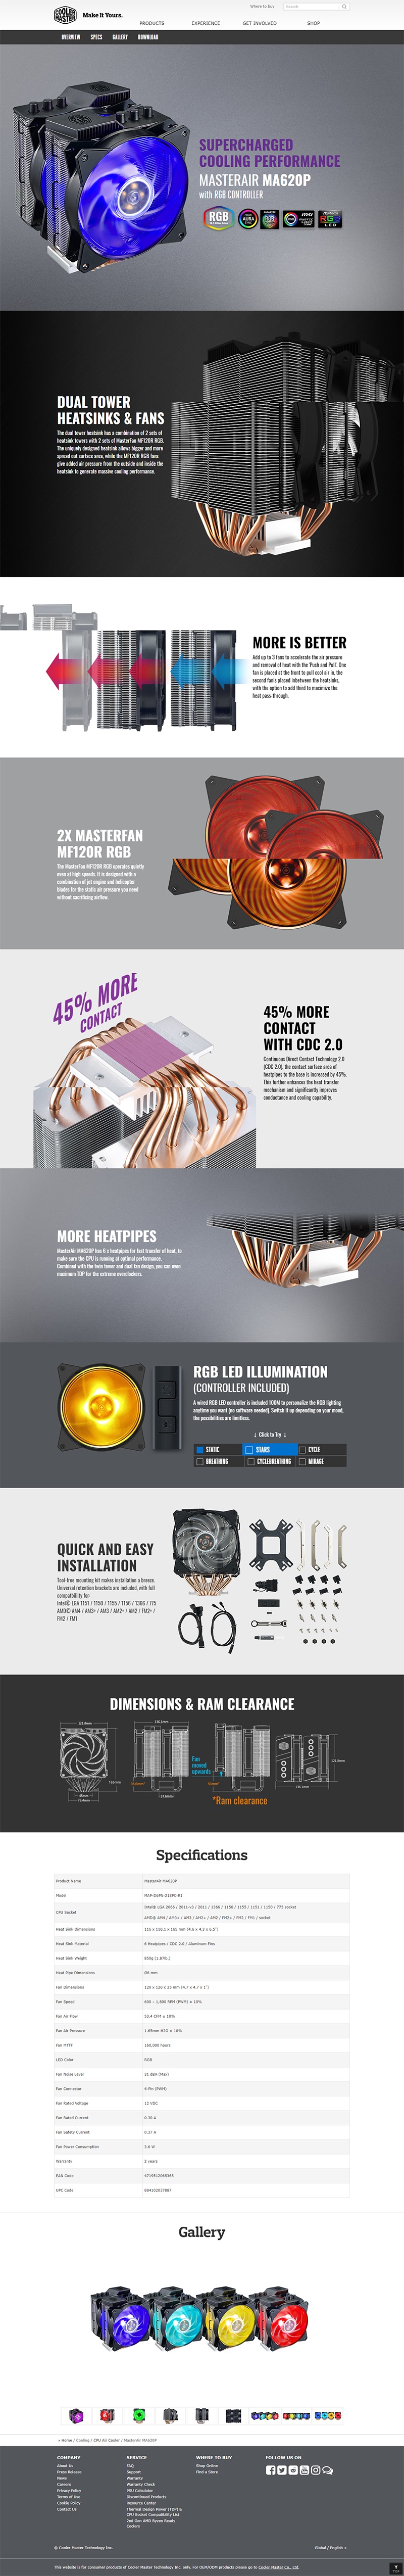 COOLER MASTER
Make It Yours.
Where to buy
Search
PRODUCTS
EXPERIENCE
GET INVOLVED
SHOP
OVERVIEW
SPECS
GALLERY
DOWNLOAD
SUPERCHARGED
COOLING PERFORMANCE
MASTERAIR MA620P
with RGB CONTROLLER
RGB
AURA
msi
RGB
LED
DUAL TOWER
HEATSINKS & FANS
The dual tower heatsink has a combination of 2 sets of
heatsink towers with 2 sets of MasterFan MF120R RGB.
The uniquely designed heatsink allows bigger and more
spread out surface area, while the MF120R RGB fans
give added air pressure from the outside and inside the
heatsink to generate massive cooling performance.
MORE IS BETTER
Add up to 3 fans to accelerate the air pressure
and removal of heat with the 'Push and Pull'. One
fan is placed at the front to pull cool air in, the
second fans placed inbetween the heatsinks,
with the option to add third to maximize the
heat pass-through.
2X MASTERFAN
MF120R RGB
The MasterFan MF120R RGB operates quietly
even at high speeds. It is designed with a
combination of jet engine and helicopter
blades for the static air pressure you need
without sacrificing airflow.
45% MORE
CONTACT
45% MORE
CONTACT
WITH CDC 2.0
Continuous Direct Contact Technology 2.0
(CDC 2.0), the contact surface area of
heatpipes to the base is increased by 45%.
This further enhances the heat transfer
mechanism and significantly improves
conductance and cooling capability.
MORE HEATPIPES
MasterAir MA620P has 6 x heatpipes for fast transfer of heat, to
make sure the CPU is running at optimal performance.
Combined with the twin tower and dual fan design, you can even
maximum TDP for the extreme overclockers.
RGB LED ILLUMINATION
(CONTROLLER INCLUDED)
A wired RGB LED controller is included 100M to personalize the RGB lighting
anytime you want (no software needed). Switch it up depending on your mood,
the possibilities are limitless.
↓ Click to Try ↓
STATIC
STARS
CYCLE
BREATHING
CYCLEBREATHING
MIRAGE
QUICK AND EASY
INSTALLATION
Tool-free mounting kit makes installation a breeze.
Universal retention brackets are included, with full
compatibility for:
Intel© LGA 1151 / 1150 / 1155 / 1156 / 1366 / 775
AMD© AM4 / AM3+ / AM3 / AM2+ / AM2 / FM2+ /
FM2 / FM1
DIMENSIONS & RAM CLEARANCE
Fan
moved
upwards
*Ram clearance
Specifications
Product Name
MasterAir MA620P
Model
MAP-D6PN-218PC-R1
CPU Socket
Intel® LGA 2066 / 2011-v3 / 2011 / 1366 / 1156 / 1155 / 1151 / 1150 / 775 socket
AMD® AM4 / AM3+ / AM3 / AM2+ / AM2 / FM2+ / FM2 / FM1 / socket
Heat Sink Dimensions
116 x 110.1 x 165 mm (4.6 x 4.3 x 6.5")
Heat Sink Material
6 Heatpipes / CDC 2.0 / Aluminum Fins
Heat Sink Weight
850g (1.87lb.)
Heat Pipe Dimensions
Ø6 mm
Fan Dimensions
120 x 120 x 25 mm (4.7 x 4.7 x 1")
Fan Speed
600 - 1,800 RPM (PWM) ± 10%
Fan Air Flow
53.4 CFM ± 10%
Fan Air Pressure
1.65mm H2O ± 10%
Fan MTTF
160,000 hours
LED Color
RGB
Fan Noise Level
31 dBA (Max)
Fan Connector
4-Pin (PWM)
Fan Rated Voltage
12 VDC
Fan Rated Current
0.30 A
Fan Safety Current
0.37 A
Fan Power Consumption
3.6 W
Warranty
2 years
EAN Code
4719512065365
UPC Code
884102037887
Gallery
» Home / Cooling / CPU Air Cooler / MasterAir MA620P
COMPANY
About Us
Press Release
News
Careers
Privacy Policy
Terms of Use
Cookie Policy
Contact Us
SERVICE
FAQ
Support
Warranty
Warranty Check
PSU Calculator
Discontinued Products
Resource Center
Thermal Design Power (TDP) &
CPU Socket Compatibility List
2nd Gen AMD Ryzen Ready
Coolers
WHERE TO BUY
Shop Online
Find a Store
FOLLOW US ON
© Cooler Master Technology Inc.
Global / English >
This website is for consumer products of Cooler Master Technology Inc. only. For OEM/ODM products please go to Cooler Master Co., Ltd.
TOP